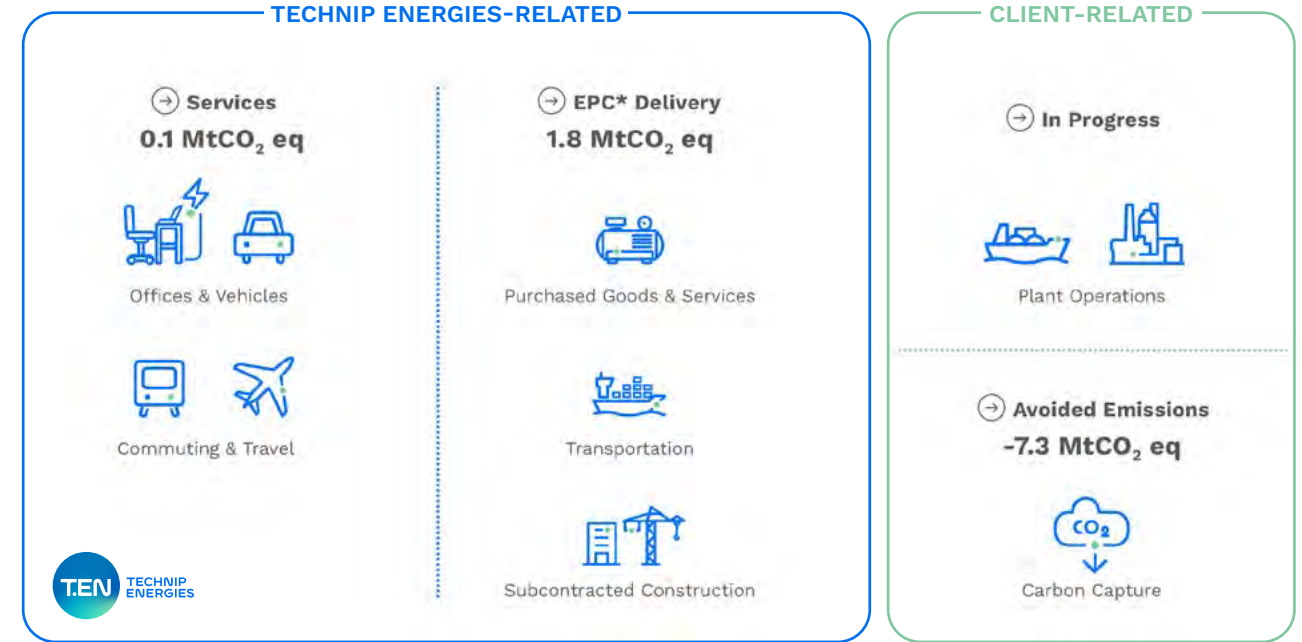 TECHNIP ENERGIES-RELATED
Services
0.1 MtCO₂ eq
Offices & Vehicles
Commuting & Travel
EPC* Delivery
1.8 MtCO₂ eq
Purchased Goods & Services
Transportation
Subcontracted Construction
T.EN
TECHNIP
ENERGIES
CLIENT-RELATED
In Progress
Plant Operations
Avoided Emissions
-7.3 MtCO₂ eq
CO₂
Carbon Capture